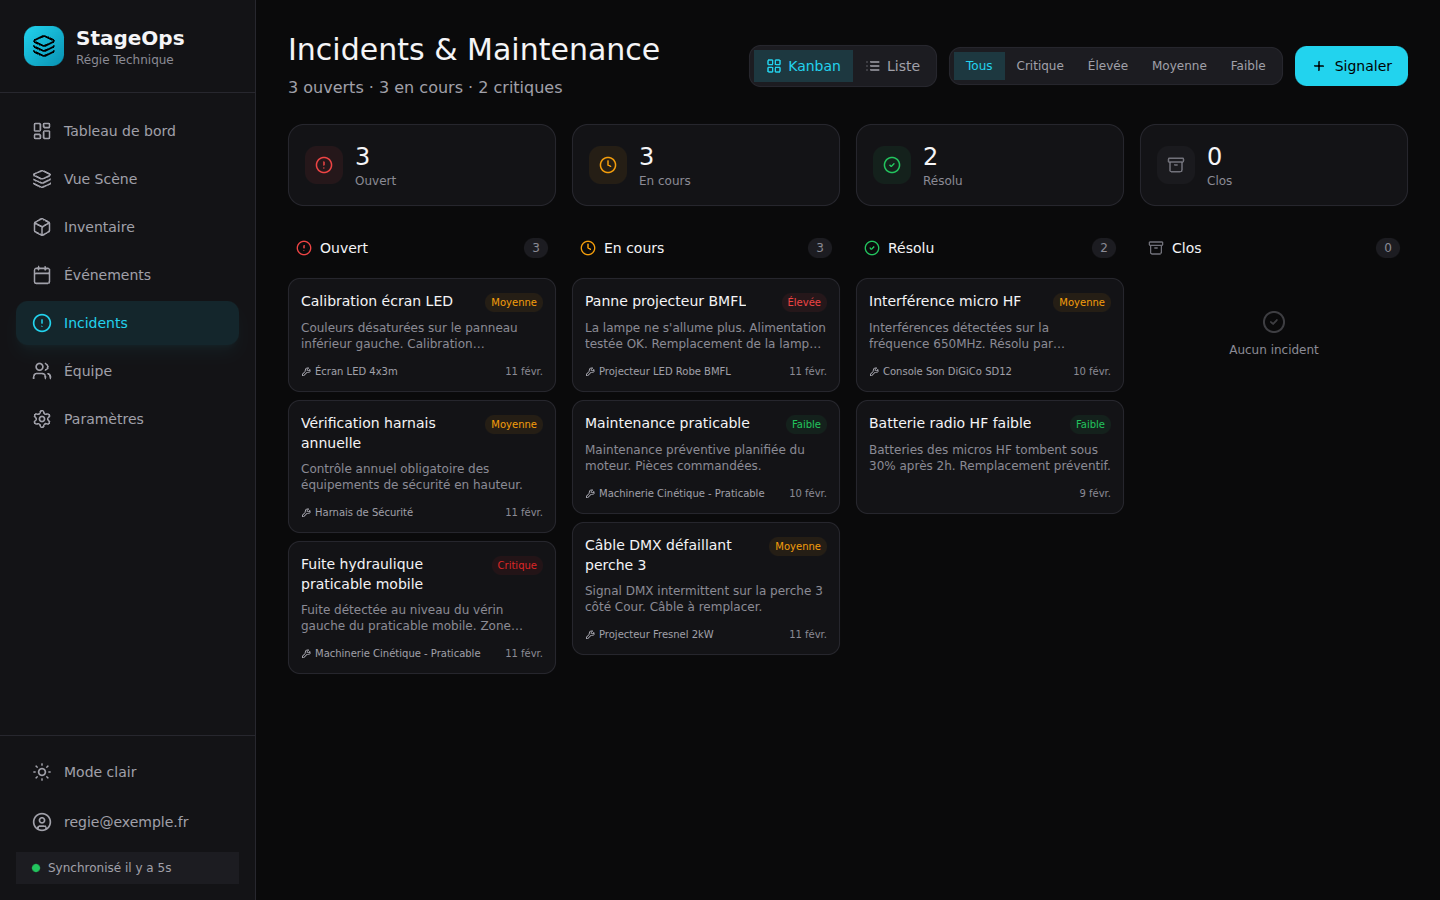 StageOps
Régie Technique
Tableau de bord
Vue Scène
Inventaire
Événements
Incidents
Équipe
Paramètres
Mode clair
regie@exemple.fr
Synchronisé il y a 5s
Incidents & Maintenance
3 ouverts · 3 en cours · 2 critiques
Kanban
Liste
Tous
Critique
Élevée
Moyenne
Faible
Signaler
3
Ouvert
3
En cours
2
Résolu
0
Clos
Ouvert
3
Calibration écran LED
Moyenne
Couleurs désaturées sur le panneau
inférieur gauche. Calibration…
Écran LED 4x3m
11 févr.
Vérification harnais
annuelle
Moyenne
Contrôle annuel obligatoire des
équipements de sécurité en hauteur.
Harnais de Sécurité
11 févr.
Fuite hydraulique
praticable mobile
Critique
Fuite détectée au niveau du vérin
gauche du praticable mobile. Zone…
Machinerie Cinétique - Praticable
11 févr.
En cours
3
Panne projecteur BMFL
Élevée
La lampe ne s'allume plus. Alimentation
testée OK. Remplacement de la lamp…
Projecteur LED Robe BMFL
11 févr.
Maintenance praticable
Faible
Maintenance préventive planifiée du
moteur. Pièces commandées.
Machinerie Cinétique - Praticable
10 févr.
Câble DMX défaillant
perche 3
Moyenne
Signal DMX intermittent sur la perche 3
côté Cour. Câble à remplacer.
Projecteur Fresnel 2kW
11 févr.
Résolu
2
Interférence micro HF
Moyenne
Interférences détectées sur la
fréquence 650MHz. Résolu par…
Console Son DiGiCo SD12
10 févr.
Batterie radio HF faible
Faible
Batteries des micros HF tombent sous
30% après 2h. Remplacement préventif.
9 févr.
Clos
0
Aucun incident